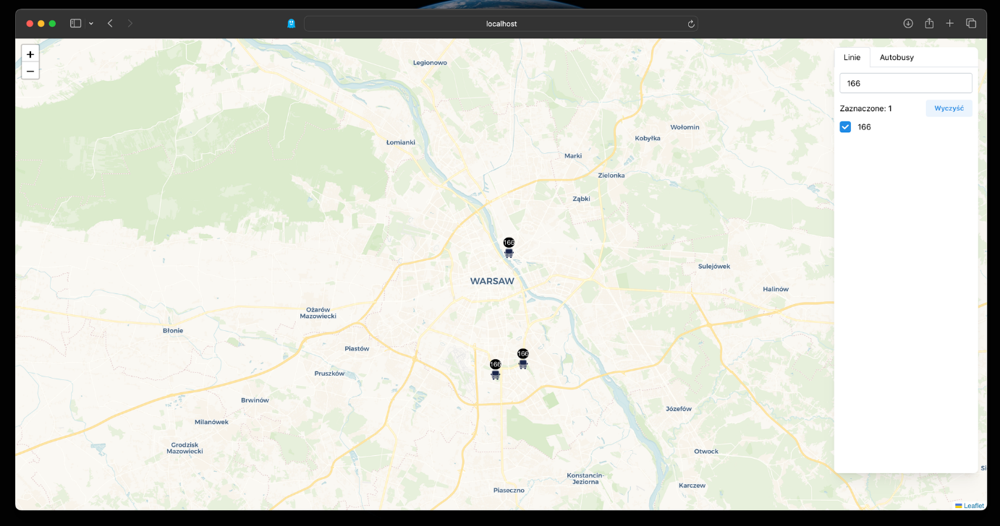 localhost
+
−
Linie
Autobusy
166
Zaznaczone: 1
Wyczyść
166
Legionowo
Wołomin
Kobyłka
Łomianki
Marki
Zielonka
Ząbki
166
Sulejówek
WARSAW
Halinów
Ożarów
Mazowiecki
Błonie
Piastów
166
166
Pruszków
Brwinów
Józefów
Milanówek
Grodzisk
Mazowiecki
Otwock
Konstancin-
Jeziorna
Karczew
Piaseczno
Leaflet